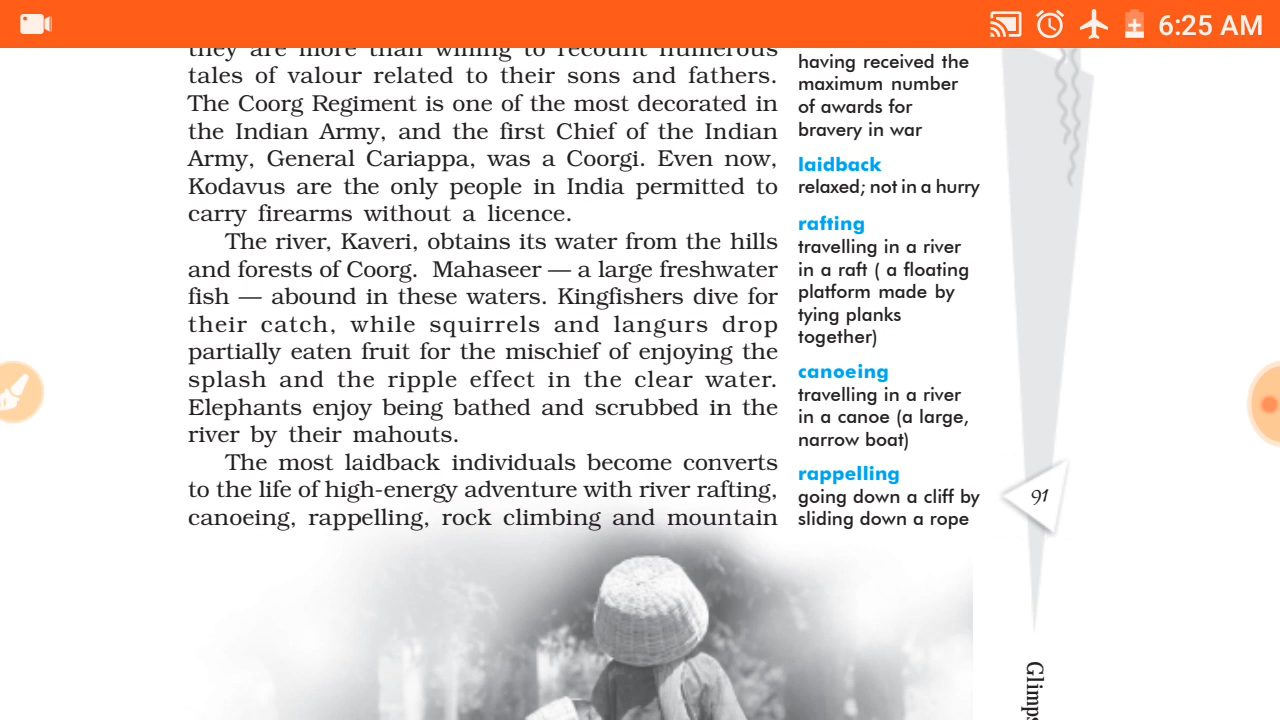 6:25 AM
they are more than willing to recount numerous
tales of valour related to their sons and fathers.
The Coorg Regiment is one of the most decorated in
the Indian Army, and the first Chief of the Indian
Army, General Cariappa, was a Coorgi. Even now,
Kodavus are the only people in India permitted to
carry firearms without a licence.
The river, Kaveri, obtains its water from the hills
and forests of Coorg. Mahaseer — a large freshwater
fish — abound in these waters. Kingfishers dive for
their catch, while squirrels and langurs drop
partially eaten fruit for the mischief of enjoying the
splash and the ripple effect in the clear water.
Elephants enjoy being bathed and scrubbed in the
river by their mahouts.
The most laidback individuals become converts
to the life of high-energy adventure with river rafting,
canoeing, rappelling, rock climbing and mountain
having received the
maximum number
of awards for
bravery in war
laidback
relaxed; not in a hurry
rafting
travelling in a river
in a raft ( a floating
platform made by
tying planks
together)
canoeing
travelling in a river
in a canoe (a large,
narrow boat)
rappelling
going down a cliff by
sliding down a rope
91